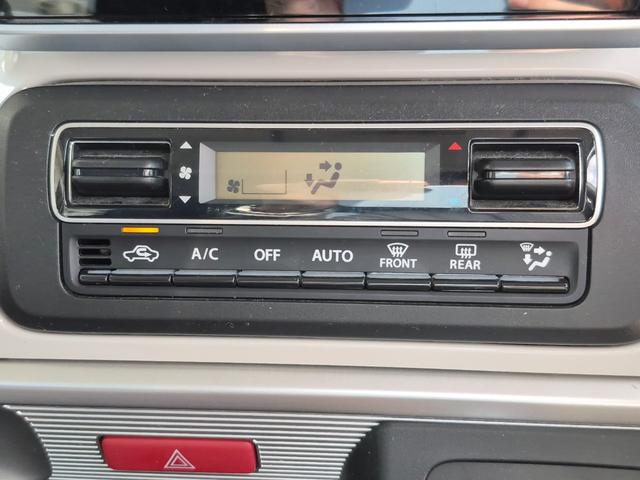 A/C OFF AUTO FRONT REAR